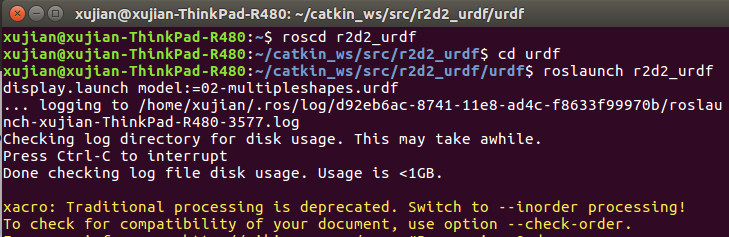 xujian@xujian-ThinkPad-R480: ~/catkin_ws/src/r2d2_urdf/urdf
xujian@xujian-ThinkPad-R480:~$ roscd r2d2_urdf
xujian@xujian-ThinkPad-R480:~/catkin_ws/src/r2d2_urdf$ cd urdf
xujian@xujian-ThinkPad-R480:~/catkin_ws/src/r2d2_urdf/urdf$ roslaunch r2d2_urdf
display.launch model:=02-multipleshapes.urdf
... logging to /home/xujian/.ros/log/d92eb6ac-8741-11e8-ad4c-f8633f99970b/roslau
nch-xujian-ThinkPad-R480-3577.log
Checking log directory for disk usage. This may take awhile.
Press Ctrl-C to interrupt
Done checking log file disk usage. Usage is <1GB.
xacro: Traditional processing is deprecated. Switch to --inorder processing!
To check for compatibility of your document, use option --check-order.